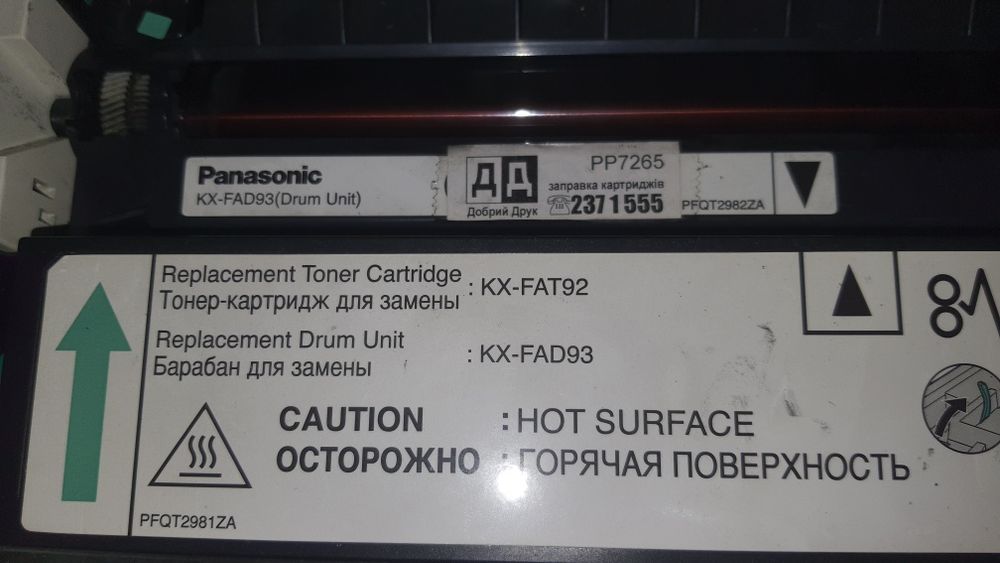 Panasonic
KX-FAD93(Drum Unit)
ДД
Добрий Друк
PP7265
заправка картриджів
2371555
PFQT2982ZA
Replacement Toner Cartridge : KX-FAT92
Тонер-картридж для замены
Replacement Drum Unit : KX-FAD93
Барабан для замены
CAUTION : HOT SURFACE
ОСТОРОЖНО : ГОРЯЧАЯ ПОВЕРХНОСТЬ
PFQT2981ZA